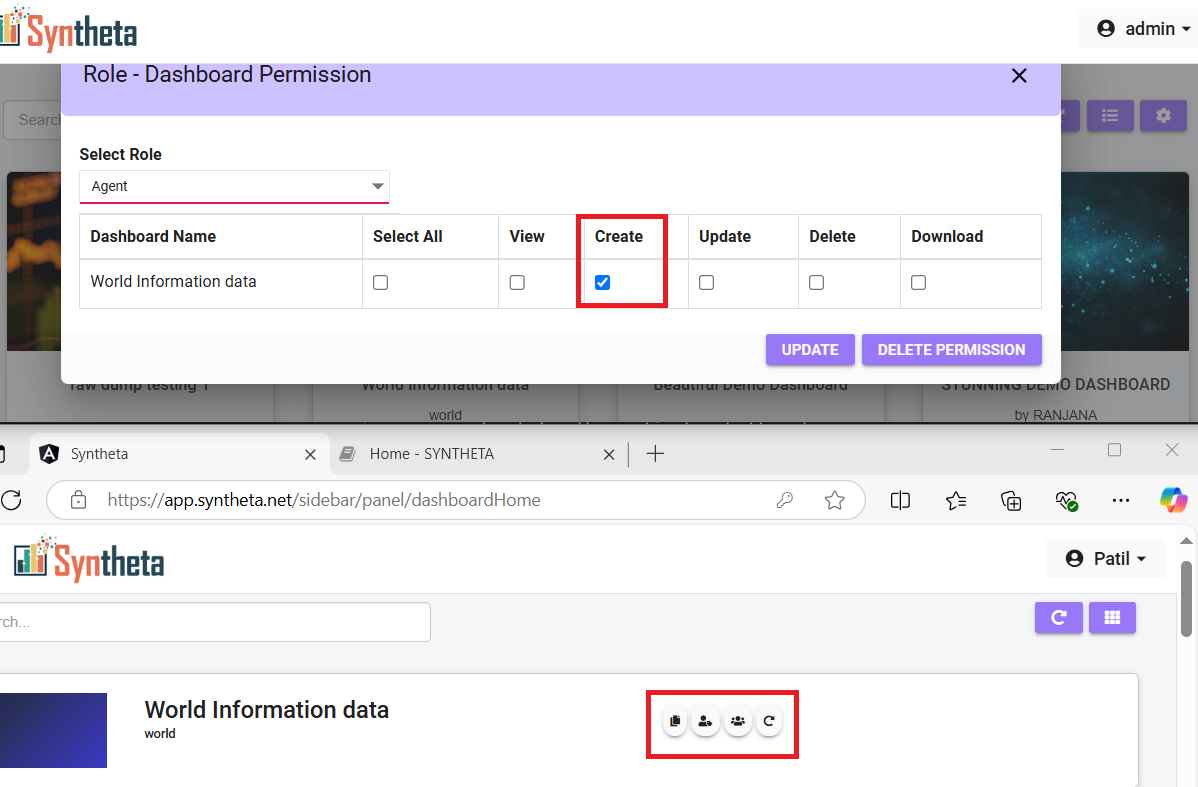 Syntheta
admin
Role - Dashboard Permission
Search
Select Role
Agent
Dashboard Name Select All View Create Update Delete Download
World Information data
UPDATE DELETE PERMISSION
raw dump testing 1 World Information data Beautiful Demo Dashboard STUNNING DEMO DASHBOARD
world by RANJANA
Syntheta Home - SYNTHETA
https://app.syntheta.net/sidebar/panel/dashboardHome
Syntheta
Patil
rch...
World Information data
world